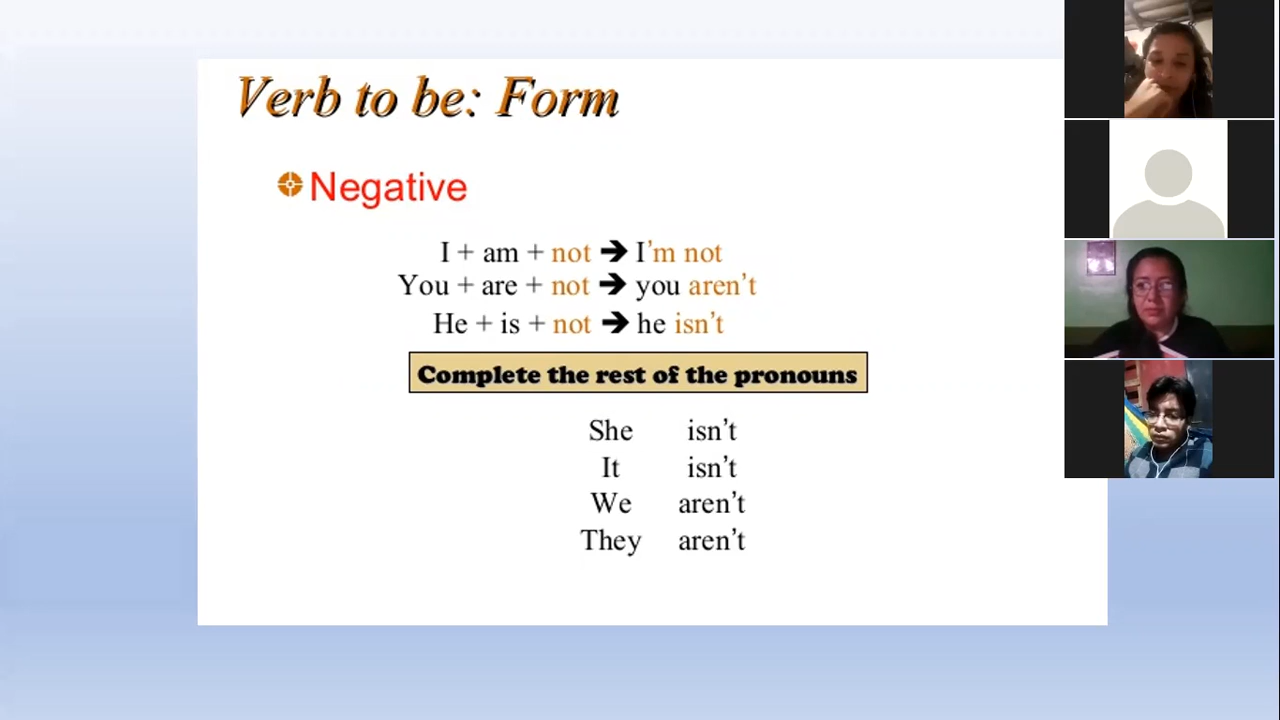 Verb to be: Form
Negative
I + am + not ➔ I’m not
You + are + not ➔ you aren’t
He + is + not ➔ he isn’t
Complete the rest of the pronouns
She isn’t
It isn’t
We aren’t
They aren’t